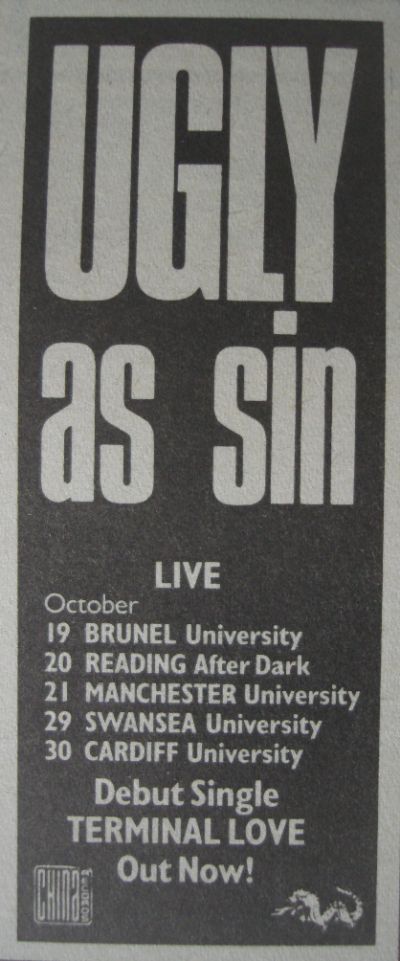 UGLY
as sin
LIVE
October
19 BRUNEL University
20 READING After Dark
21 MANCHESTER University
29 SWANSEA University
30 CARDIFF University
Debut Single
TERMINAL LOVE
Out Now!
CHINA